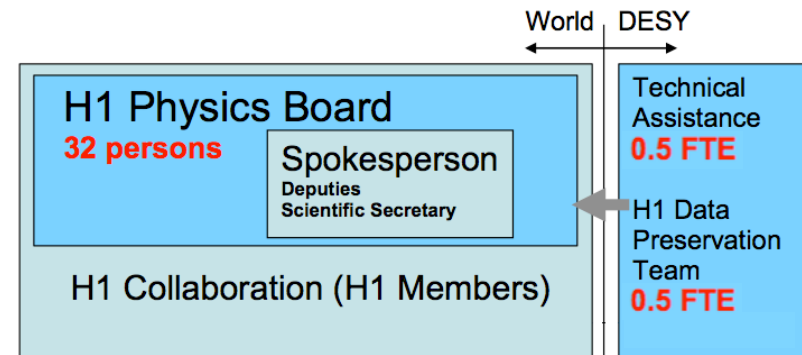 World DESY
H1 Physics Board
32 persons
Spokesperson
Deputies
Scientific Secretary
H1 Collaboration (H1 Members)
Technical
Assistance
0.5 FTE
H1 Data
Preservation
Team
0.5 FTE